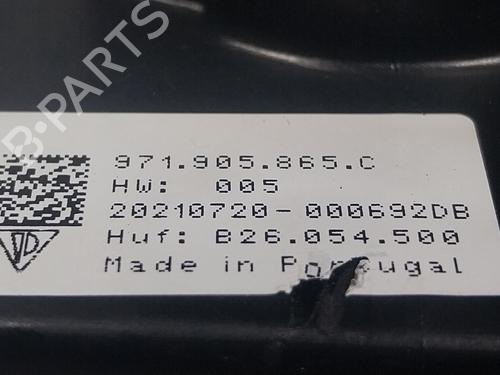 B-PARTS
971.905.865.C
HW: 005
20210720-000692DB
Huf: B26.054.500
Made in Portugal